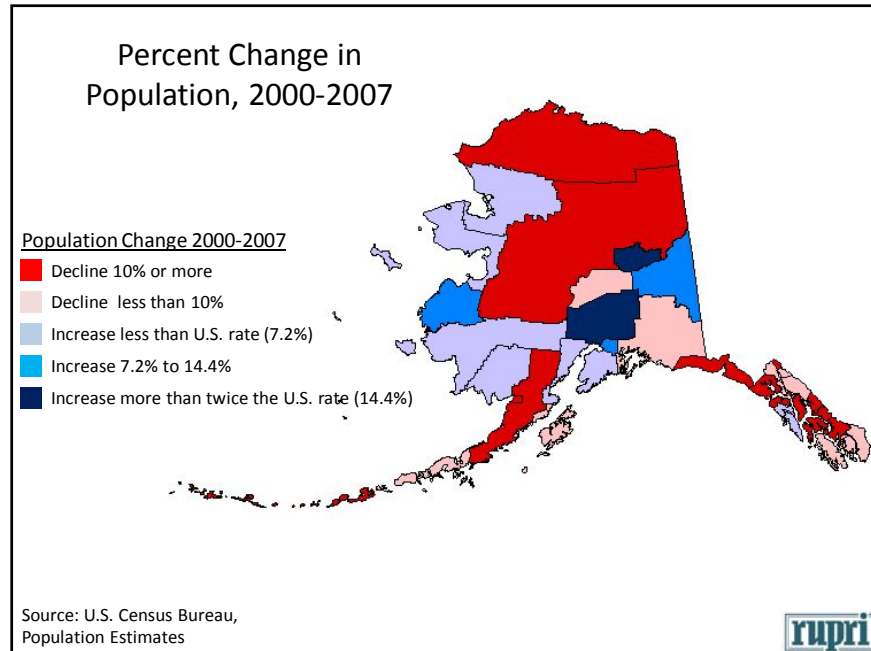 Percent Change in
Population, 2000-2007
Population Change 2000-2007
Decline 10% or more
Decline less than 10%
Increase less than U.S. rate (7.2%)
Increase 7.2% to 14.4%
Increase more than twice the U.S. rate (14.4%)
Source: U.S. Census Bureau,
Population Estimates
rupri